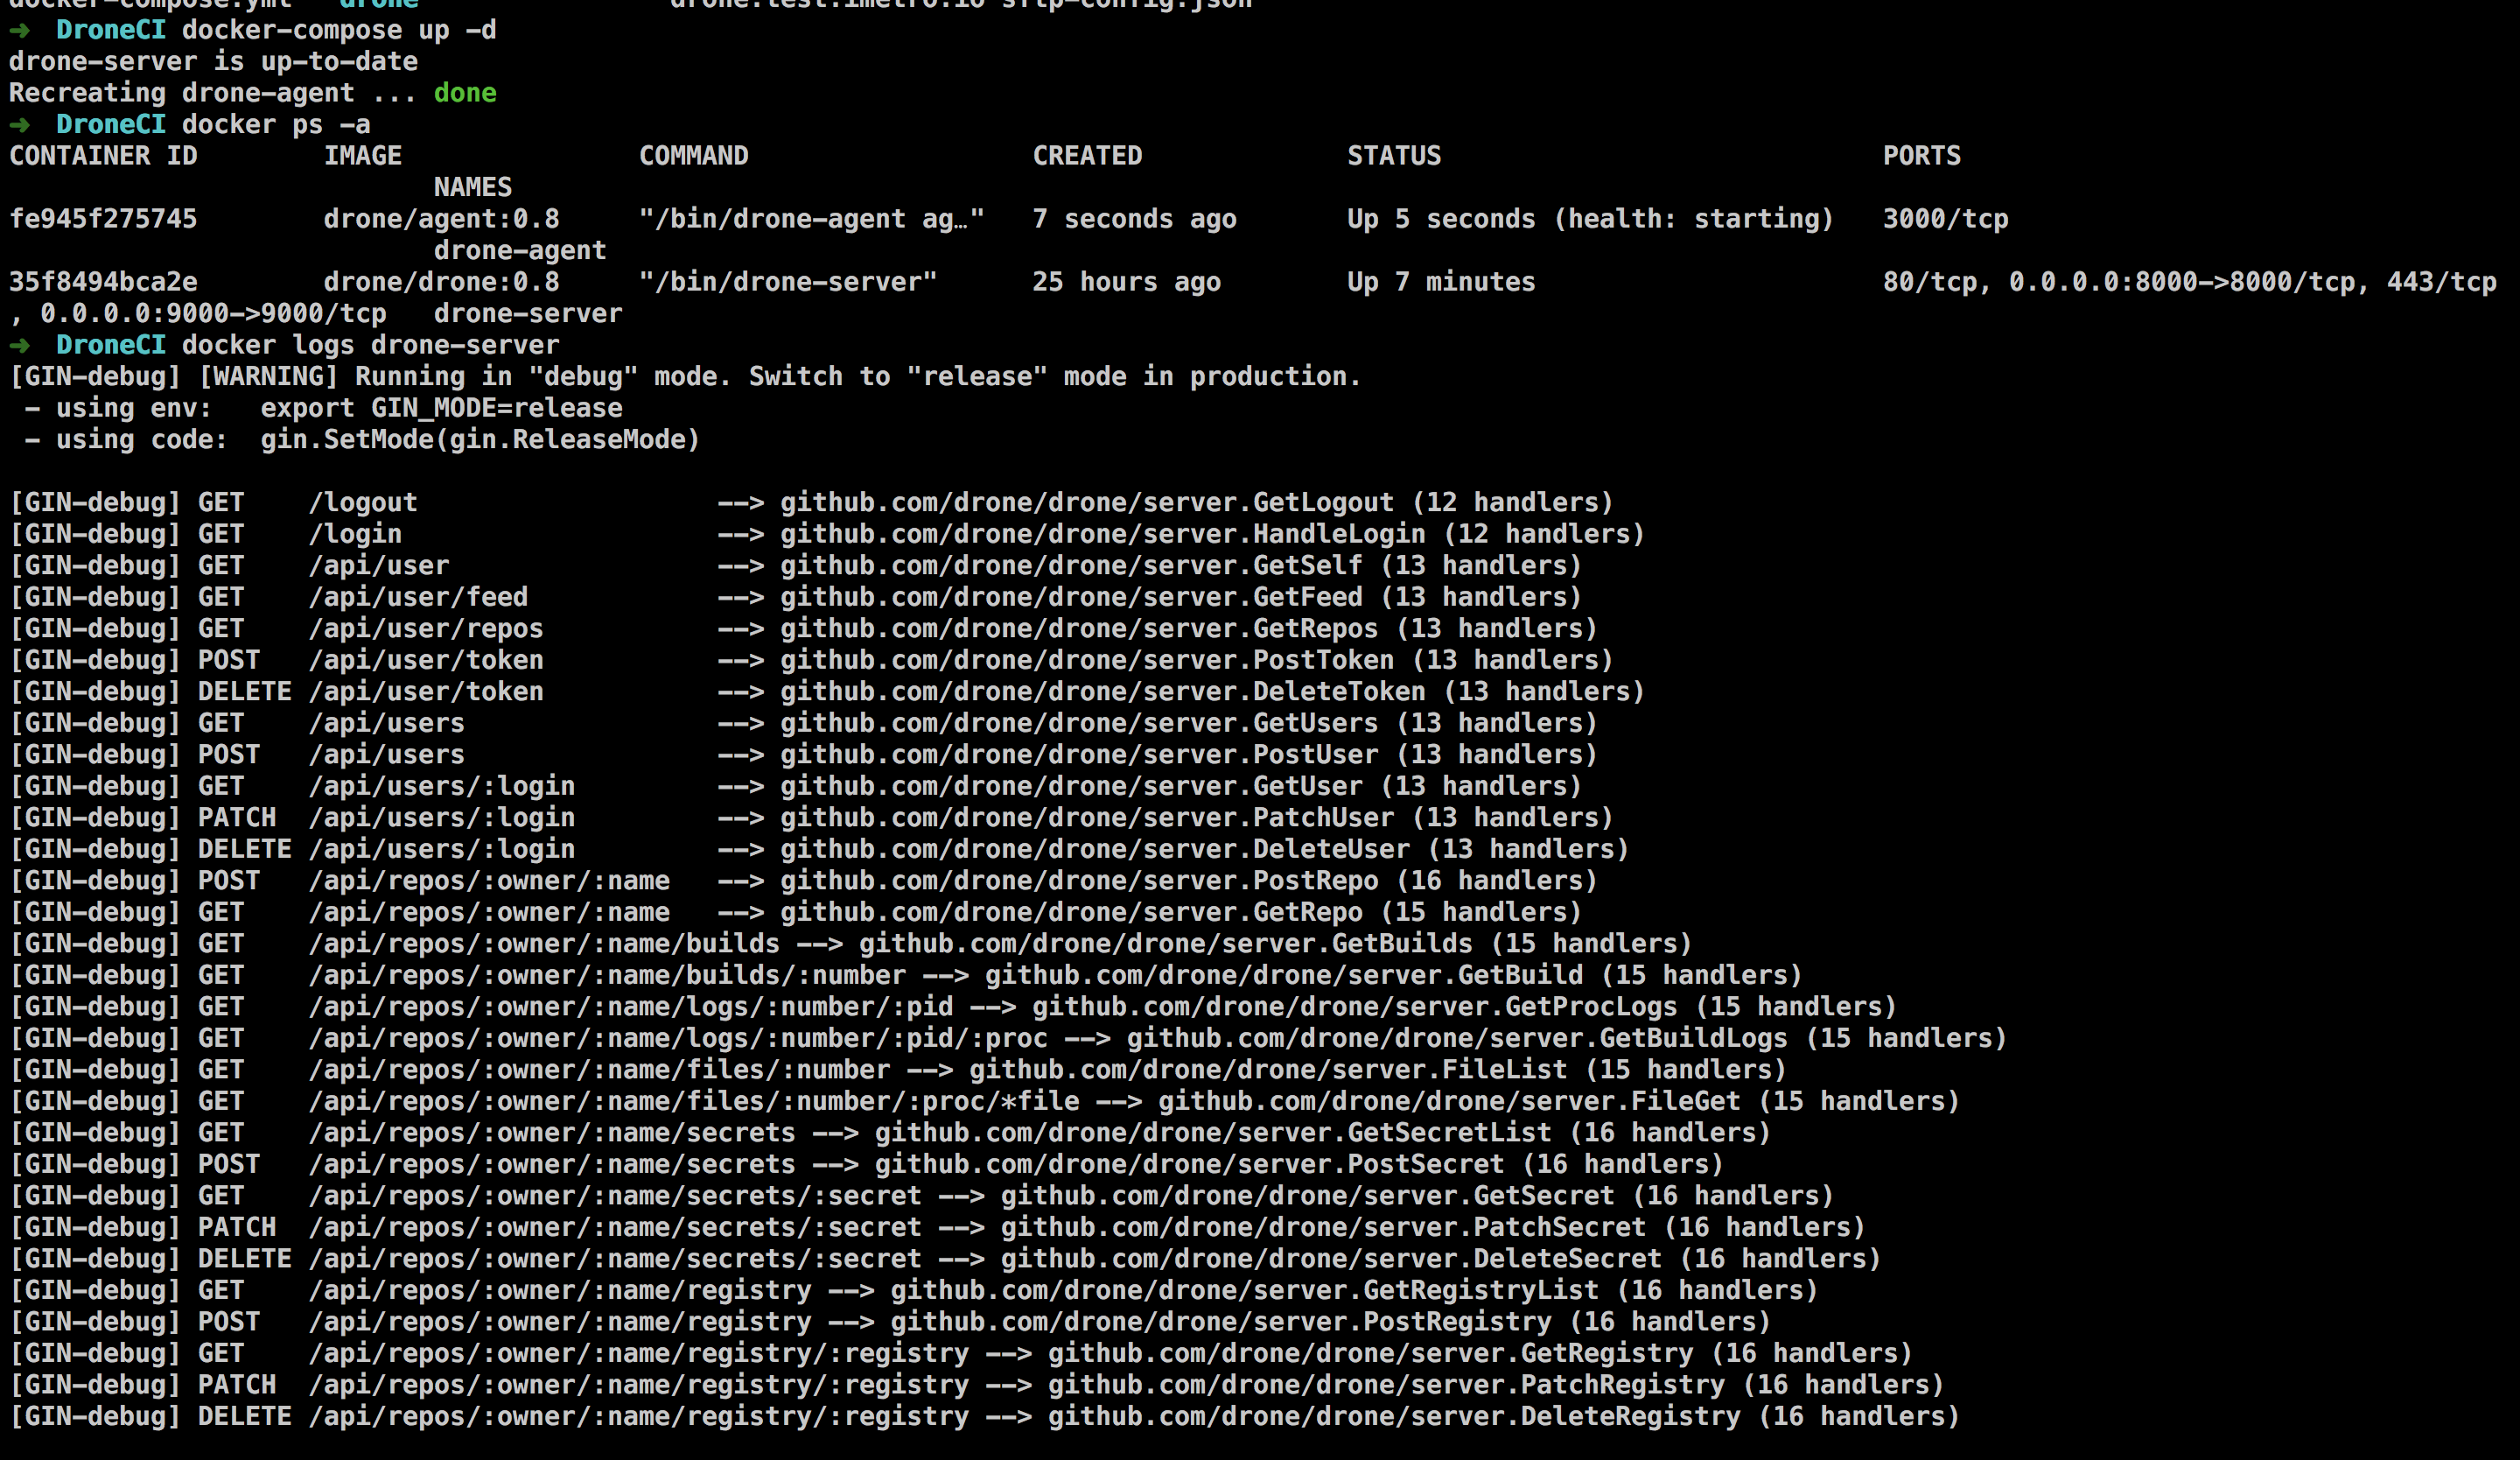 docker-compose.yml   drone                drone.test.imetro.io sftp-config.json
➜  DroneCI docker-compose up -d
drone-server is up-to-date
Recreating drone-agent ... done
➜  DroneCI docker ps -a
CONTAINER ID        IMAGE               COMMAND                  CREATED             STATUS                            PORTS
                           NAMES
fe945f275745        drone/agent:0.8     "/bin/drone-agent ag…"   7 seconds ago       Up 5 seconds (health: starting)   3000/tcp
                           drone-agent
35f8494bca2e        drone/drone:0.8     "/bin/drone-server"      25 hours ago        Up 7 minutes                      80/tcp, 0.0.0.0:8000->8000/tcp, 443/tcp
, 0.0.0.0:9000->9000/tcp   drone-server
➜  DroneCI docker logs drone-server
[GIN-debug] [WARNING] Running in "debug" mode. Switch to "release" mode in production.
 - using env:   export GIN_MODE=release
 - using code:  gin.SetMode(gin.ReleaseMode)

[GIN-debug] GET    /logout                   --> github.com/drone/drone/server.GetLogout (12 handlers)
[GIN-debug] GET    /login                    --> github.com/drone/drone/server.HandleLogin (12 handlers)
[GIN-debug] GET    /api/user                 --> github.com/drone/drone/server.GetSelf (13 handlers)
[GIN-debug] GET    /api/user/feed            --> github.com/drone/drone/server.GetFeed (13 handlers)
[GIN-debug] GET    /api/user/repos           --> github.com/drone/drone/server.GetRepos (13 handlers)
[GIN-debug] POST   /api/user/token           --> github.com/drone/drone/server.PostToken (13 handlers)
[GIN-debug] DELETE /api/user/token           --> github.com/drone/drone/server.DeleteToken (13 handlers)
[GIN-debug] GET    /api/users                --> github.com/drone/drone/server.GetUsers (13 handlers)
[GIN-debug] POST   /api/users                --> github.com/drone/drone/server.PostUser (13 handlers)
[GIN-debug] GET    /api/users/:login         --> github.com/drone/drone/server.GetUser (13 handlers)
[GIN-debug] PATCH  /api/users/:login         --> github.com/drone/drone/server.PatchUser (13 handlers)
[GIN-debug] DELETE /api/users/:login         --> github.com/drone/drone/server.DeleteUser (13 handlers)
[GIN-debug] POST   /api/repos/:owner/:name   --> github.com/drone/drone/server.PostRepo (16 handlers)
[GIN-debug] GET    /api/repos/:owner/:name   --> github.com/drone/drone/server.GetRepo (15 handlers)
[GIN-debug] GET    /api/repos/:owner/:name/builds --> github.com/drone/drone/server.GetBuilds (15 handlers)
[GIN-debug] GET    /api/repos/:owner/:name/builds/:number --> github.com/drone/drone/server.GetBuild (15 handlers)
[GIN-debug] GET    /api/repos/:owner/:name/logs/:number/:pid --> github.com/drone/drone/server.GetProcLogs (15 handlers)
[GIN-debug] GET    /api/repos/:owner/:name/logs/:number/:pid/:proc --> github.com/drone/drone/server.GetBuildLogs (15 handlers)
[GIN-debug] GET    /api/repos/:owner/:name/files/:number --> github.com/drone/drone/server.FileList (15 handlers)
[GIN-debug] GET    /api/repos/:owner/:name/files/:number/:proc/*file --> github.com/drone/drone/server.FileGet (15 handlers)
[GIN-debug] GET    /api/repos/:owner/:name/secrets --> github.com/drone/drone/server.GetSecretList (16 handlers)
[GIN-debug] POST   /api/repos/:owner/:name/secrets --> github.com/drone/drone/server.PostSecret (16 handlers)
[GIN-debug] GET    /api/repos/:owner/:name/secrets/:secret --> github.com/drone/drone/server.GetSecret (16 handlers)
[GIN-debug] PATCH  /api/repos/:owner/:name/secrets/:secret --> github.com/drone/drone/server.PatchSecret (16 handlers)
[GIN-debug] DELETE /api/repos/:owner/:name/secrets/:secret --> github.com/drone/drone/server.DeleteSecret (16 handlers)
[GIN-debug] GET    /api/repos/:owner/:name/registry --> github.com/drone/drone/server.GetRegistryList (16 handlers)
[GIN-debug] POST   /api/repos/:owner/:name/registry --> github.com/drone/drone/server.PostRegistry (16 handlers)
[GIN-debug] GET    /api/repos/:owner/:name/registry/:registry --> github.com/drone/drone/server.GetRegistry (16 handlers)
[GIN-debug] PATCH  /api/repos/:owner/:name/registry/:registry --> github.com/drone/drone/server.PatchRegistry (16 handlers)
[GIN-debug] DELETE /api/repos/:owner/:name/registry/:registry --> github.com/drone/drone/server.DeleteRegistry (16 handlers)